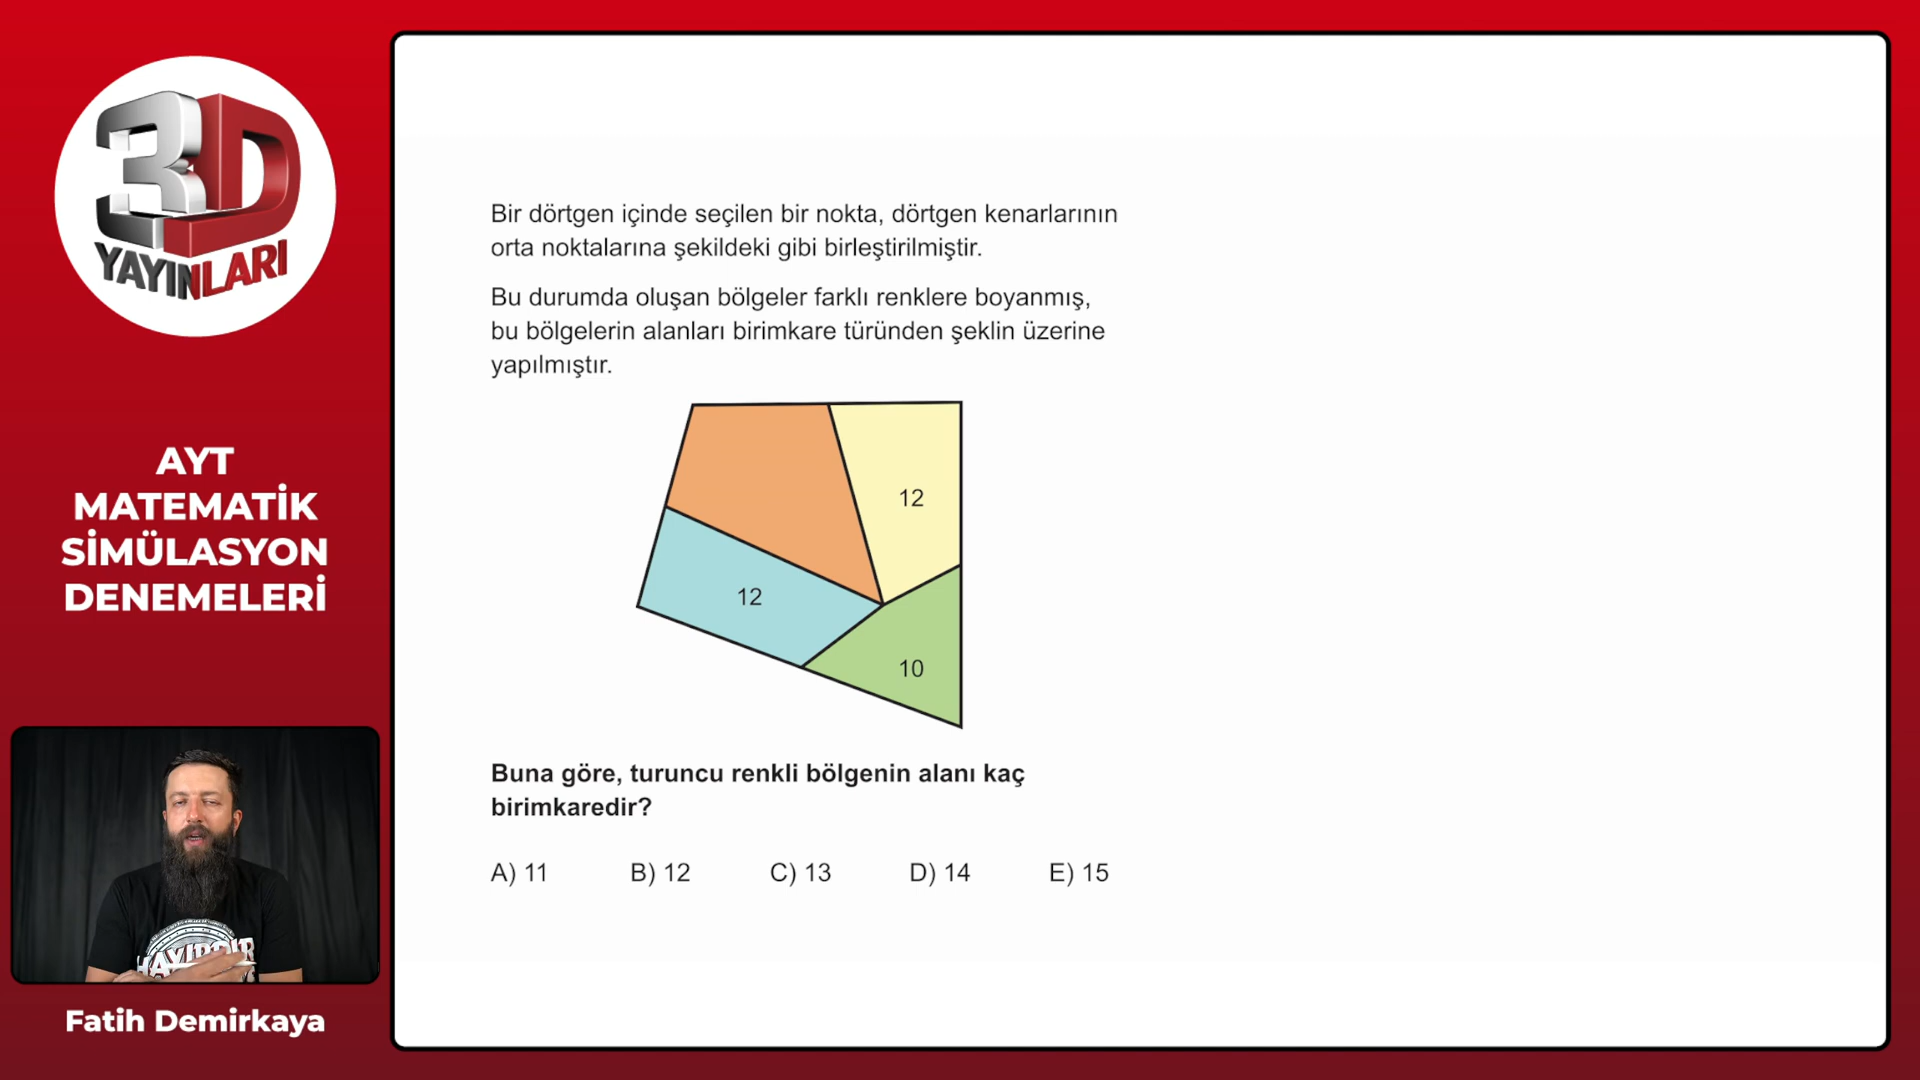 3D
YAYINLARI
AYT
MATEMATİK
SİMÜLASYON
DENEMELERİ
Fatih Demirkaya
Bir dörtgen içinde seçilen bir nokta, dörtgen kenarlarının
orta noktalarına şekildeki gibi birleştirilmiştir.
Bu durumda oluşan bölgeler farklı renklere boyanmış,
bu bölgelerin alanları birimkare türünden şeklin üzerine
yapılmıştır.
12
12
10
Buna göre, turuncu renkli bölgenin alanı kaç
birimkaredir?
A) 11 B) 12 C) 13 D) 14 E) 15